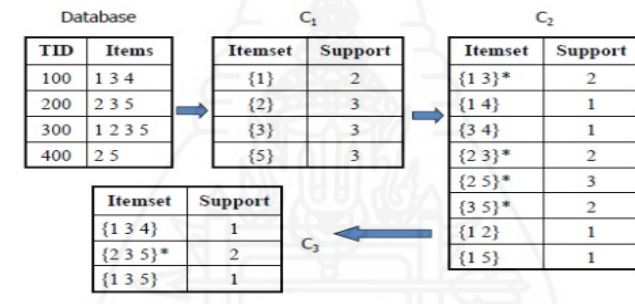 Database
TID Items
100 1 3 4
200 2 3 5
300 1 2 3 5
400 2 5
C1
Itemset Support
{1} 2
{2} 3
{3} 3
{5} 3
C2
Itemset Support
{1 3}* 2
{1 4} 1
{3 4} 1
{2 3}* 2
{2 5}* 3
{3 5}* 2
{1 2} 1
{1 5} 1
C3
Itemset Support
{1 3 4} 1
{2 3 5}* 2
{1 3 5} 1